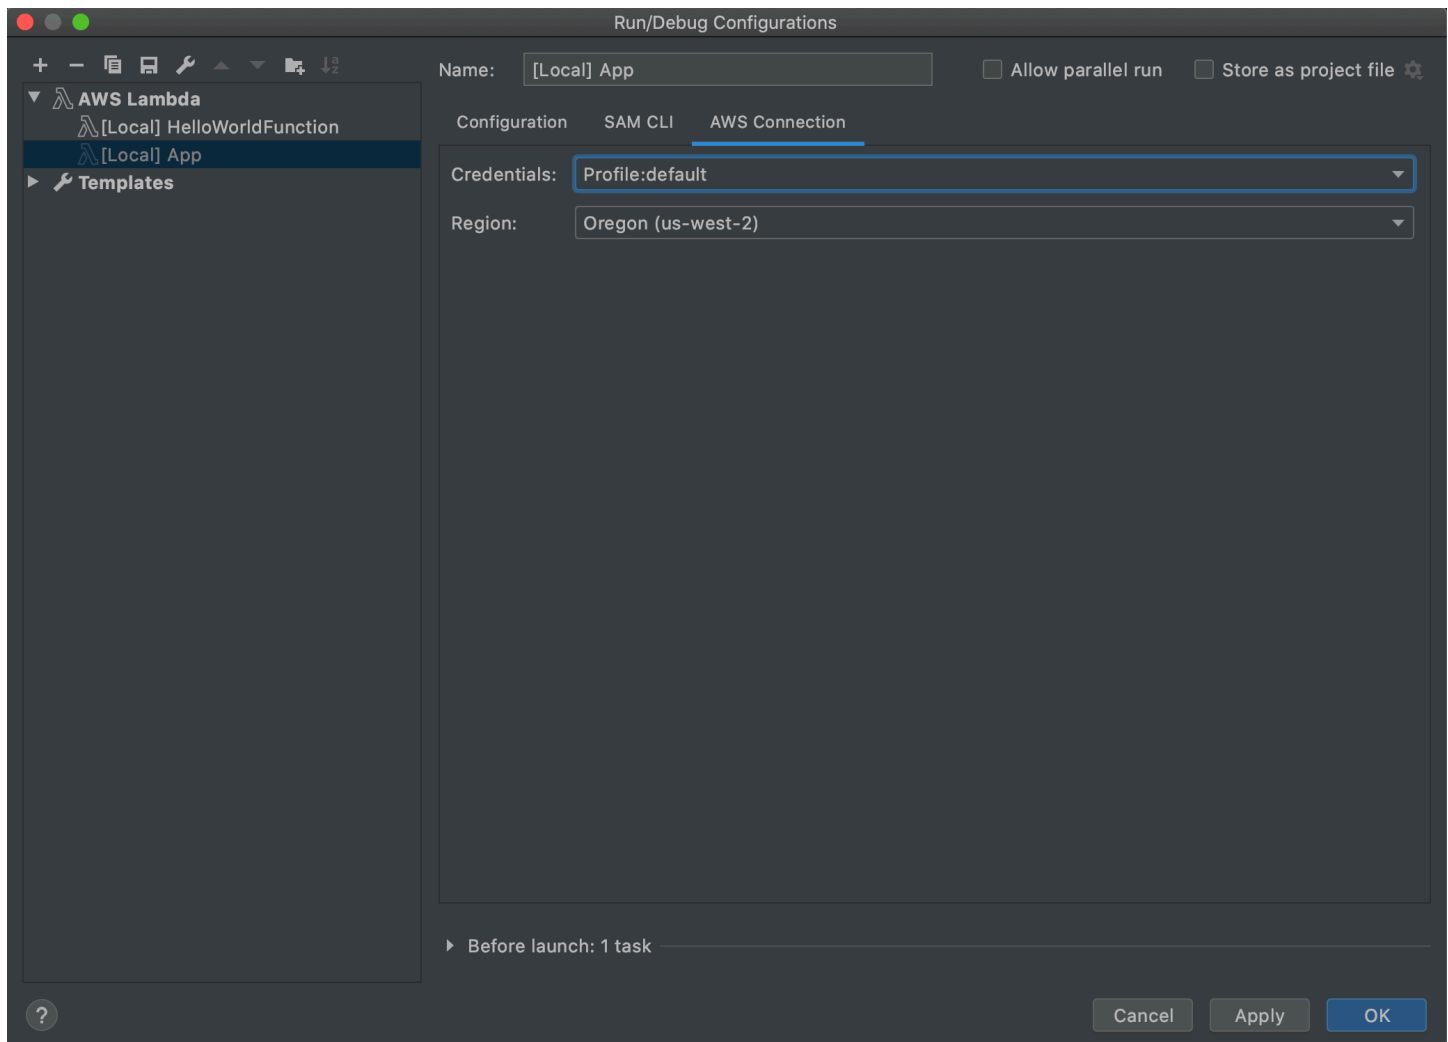 Run/Debug Configurations
Name: [Local] App
Allow parallel run
Store as project file
AWS Lambda
[Local] HelloWorldFunction
[Local] App
Templates
Configuration SAM CLI AWS Connection
Credentials: Profile:default
Region: Oregon (us-west-2)
Before launch: 1 task
?
Cancel Apply OK